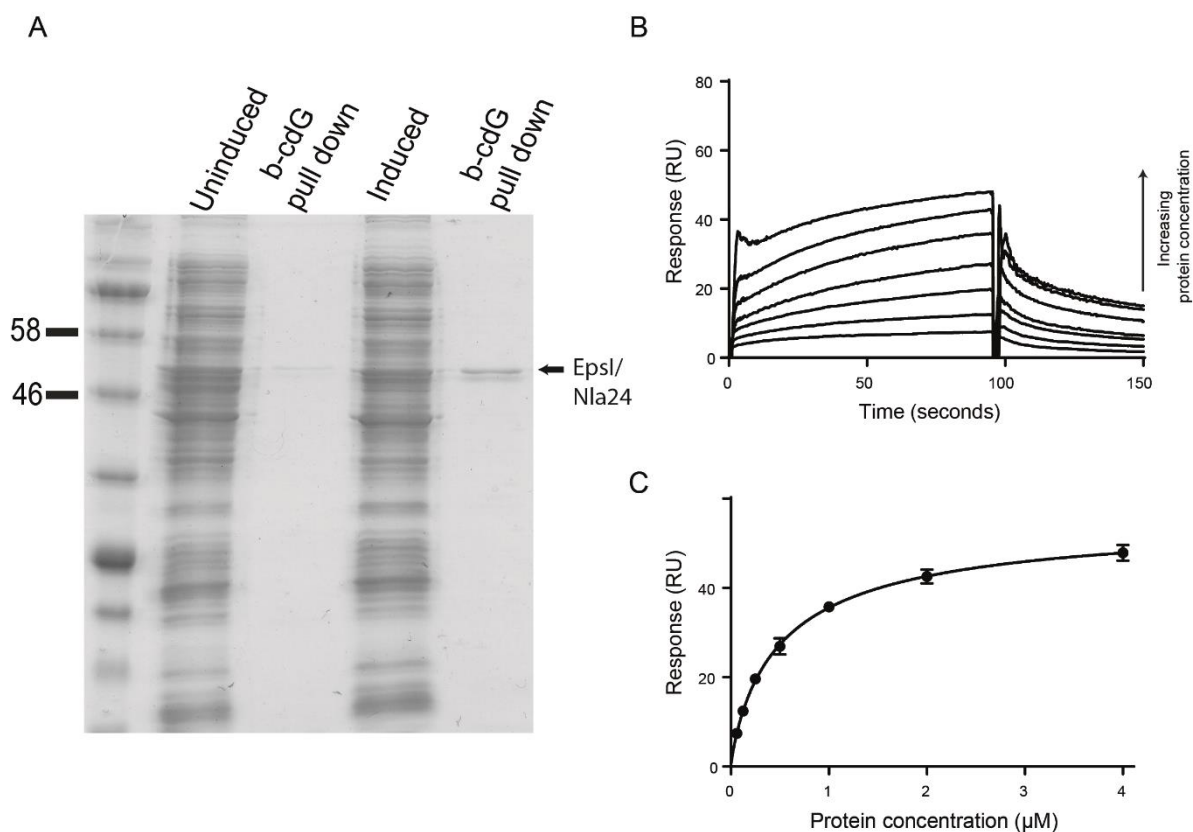 A
Uninduced
b-cdG
pull down
Induced
b-cdG
pull down
58
46
EpsI/
Nla24
B
80
60
40
20
0
Response (RU)
0
50
100
150
Time (seconds)
Increasing
protein concentration
C
40
20
0
Response (RU)
0
1
2
3
4
Protein concentration (µM)